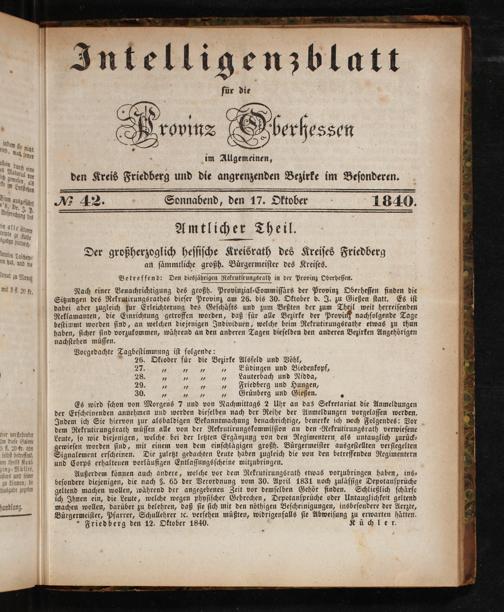 Intelligenzblatt
für die
Provinz Oberhessen
im Allgemeinen,
den Kreis Friedberg und die angrenzenden Bezirke im Besonderen.
№ 42. Sonnabend, den 17. Oktober 1840.
Amtlicher Theil.
Der großherzoglich hessische Kreisrath des Kreises Friedberg
an sämmtliche großh. Bürgermeister des Kreises.
Betreffend: Den diesjährigen Rekrutirungsrath in der Provinz Oberhessen.
Nach einer Benachrichtigung des großh. Provinzial-Commissärs der Provinz Oberhessen finden die
Sitzungen des Rekrutirungsrathes dieser Provinz am 26. bis 30. Oktober d. J. zu Gießen statt. Es ist
dabei aber zugleich zur Erleichterung des Geschäfts und zum Besten der zum Theil weit herreisenden
Reklamanten, die Einrichtung getroffen worden, daß für alle Bezirke der Provinz nachfolgende Tage
bestimmt worden sind, an welchen diejenigen Individuen, welche beim Rekrutirungsrathe etwas zu thun
haben, sicher sind vorzukommen, während an den anderen Tagen dieselben den anderen Bezirken Angehörigen
nachstehen müssen.
Vorgedachte Tagbestimmung ist folgende:
26. Oktober für die Bezirke Alsfeld und Vöhl,
27. „ „ „ „ Büdingen und Biedenkopf,
28. „ „ „ „ Lauterbach und Nidda,
29. „ „ „ „ Friedberg und Hungen,
30. „ „ „ „ Grünberg und Gießen.
Es wird schon von Morgens 7 und von Nachmittags 2 Uhr an das Sekretariat die Anmeldungen
der Erscheinenden annehmen und werden dieselben nach der Reihe der Anmeldungen vorgelassen werden.
Indem ich Sie hiervon zur alsbaldigen Bekanntmachung benachrichtige, bemerke ich noch Folgendes: Vor
dem Rekrutirungsrath müssen alle von der Rekrutirungskommission an den Rekrutirungsrath verwiesene
Leute, so wie diejenigen, welche bei der letzten Ergänzung von den Regimentern als untauglich zurück-
gewiesen worden sind, mit einem von dem einschlägigen großh. Bürgermeister ausgestellten versiegelten
Signalement erscheinen. Die zuletzt gedachten Leute haben zugleich die von den betreffenden Regimentern
und Corps erhaltenen vorläufigen Entlassungsscheine mitzubringen.
Außerdem können auch andere, welche vor dem Rekrutirungsrath etwas vorzubringen haben, ins-
besondere diejenigen, die nach §. 65 der Verordnung vom 30. April 1831 noch zulässige Depotansprüche
geltend machen wollen, während der angegebenen Zeit vor demselben Gehör finden. Schließlich schärfe
ich Ihnen ein, die Leute, welche wegen physischer Gebrechen, Depotansprüche oder Untauglichkeit geltend
machen wollen, darüber zu belehren, daß sie sich mit den nöthigen Bescheinigungen, insbesondere der Aerzte,
Bürgermeister, Pfarrer, Schullehrer ꝛc. versehen müßten, widrigenfalls sie Abweisung zu erwarten hätten.
Friedberg den 12. Oktober 1840. Küchler.